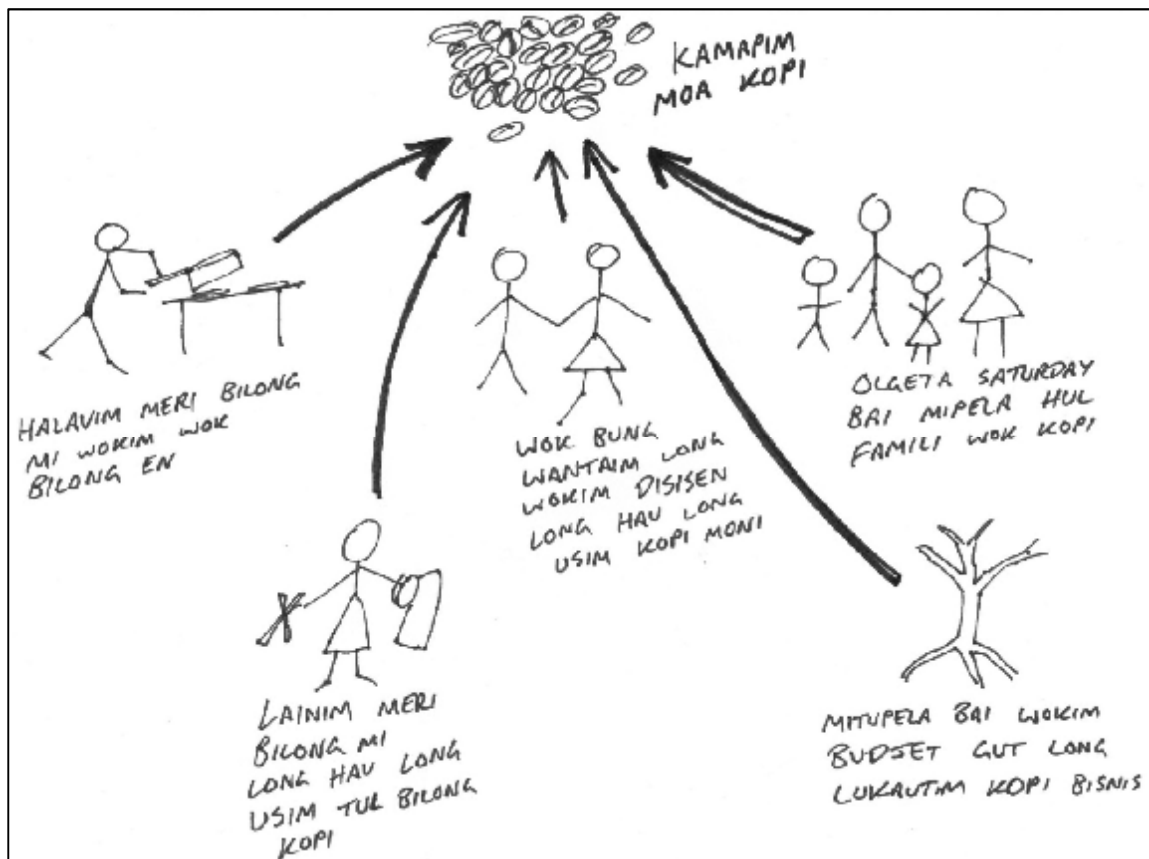 KAMAPIM
MOA KOPI
HALAVIM MERI BILONG
MI WOKIM WOK
BILONG EN
WOK BUNG
WANTAIM LONG
WOKIM DISISEN
LONG HAU LONG
USIM KOPI MONI
OLGETA SATURDAY
BAI MIPELA HUL
FAMILI WOK KOPI
LAINIM MERI
BILONG MI
LONG HAU LONG
USIM TUL BILONG
KOPI
MITUPELA BAI WOKIM
BUDSET GUT LONG
LUKAUTIM KOPI BISNIS